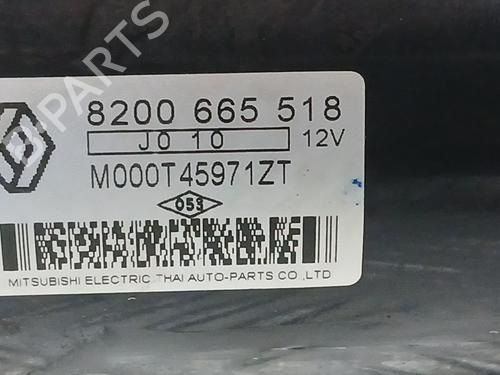 8200 665 518
J0 10 12V
M000T45971ZT
053
MITSUBISHI ELECTRIC THAI AUTO-PARTS CO.,LTD
B-PARTS